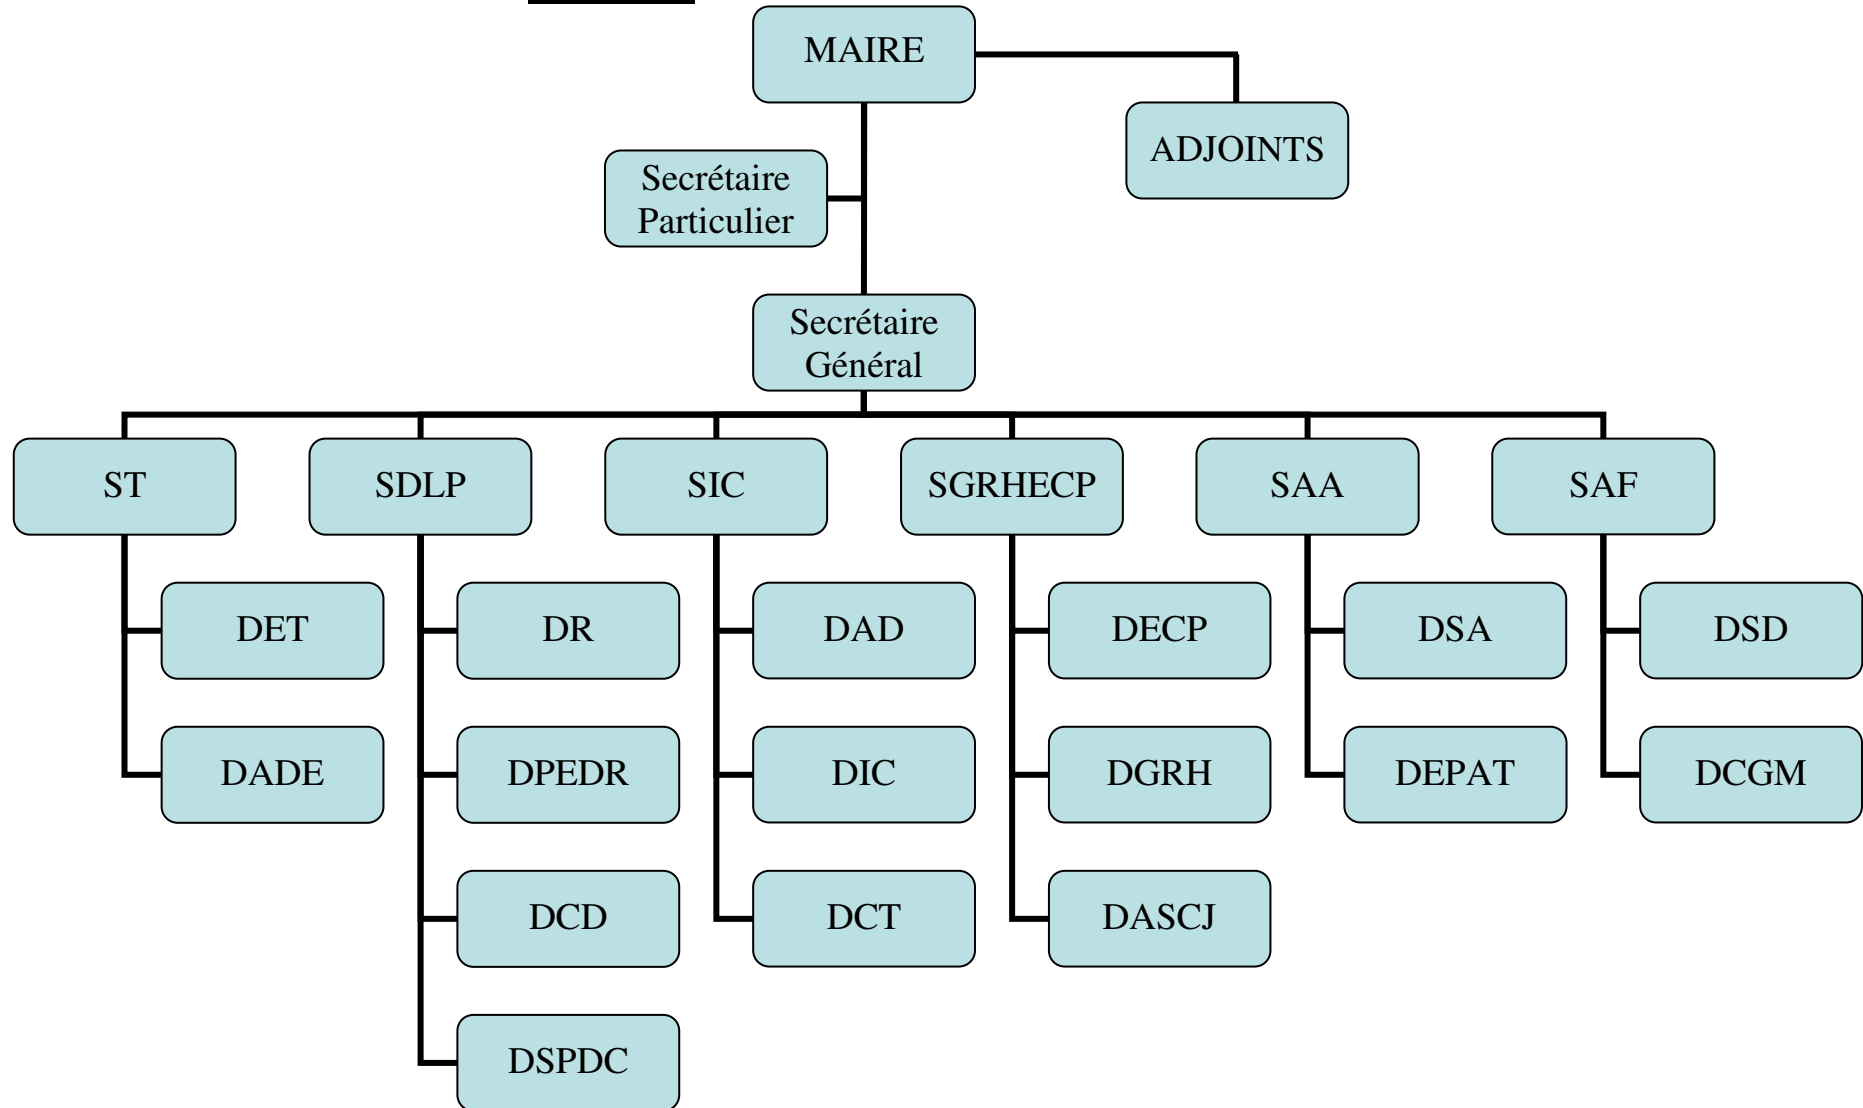 MAIRE
ADJOINTS
Secrétaire
Particulier
Secrétaire
Général
ST
SDLP
SIC
SGRHECP
SAA
SAF
DET
DR
DAD
DECP
DSA
DSD
DADE
DPEDR
DIC
DGRH
DEPAT
DCGM
DCD
DCT
DASCJ
DSPDC